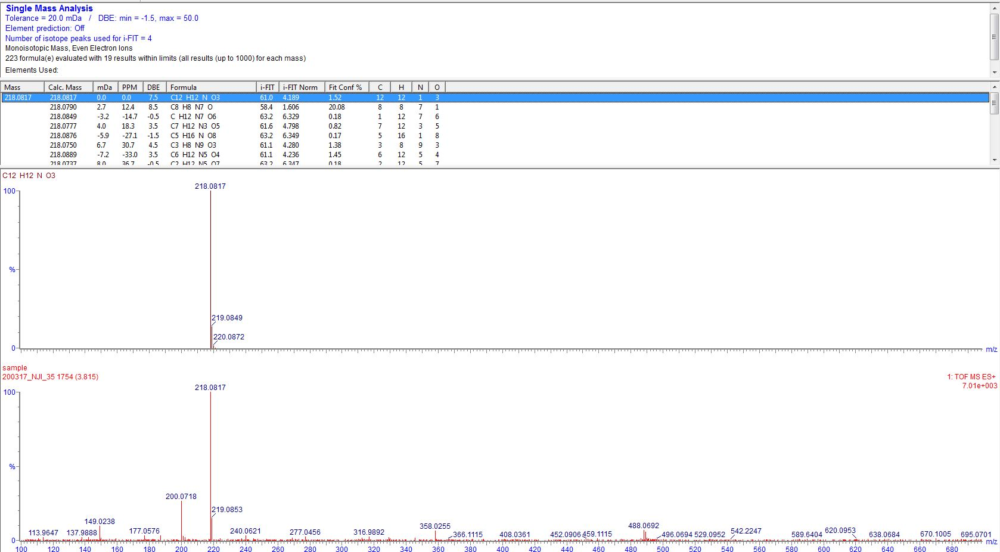 Single Mass Analysis
Tolerance = 20.0 mDa / DBE: min = -1.5, max = 50.0
Element prediction: Off
Number of isotope peaks used for i-FIT = 4
Monoisotopic Mass, Even Electron Ions
223 formula(e) evaluated with 19 results within limits (all results (up to 1000) for each mass)
Elements Used:
Mass Calc. Mass mDa PPM DBE Formula i-FIT i-FIT Norm Fit Conf % C H N O
218.0817 218.0817 0.0 0.0 7.5 C12 H12 N O3 61.0 4.189 1.52 12 12 1 3
218.0790 2.7 12.4 8.5 C8 H8 N7 O 58.4 1.606 20.08 8 8 7 1
218.0849 -3.2 -14.7 -0.5 C H12 N7 O6 63.2 6.329 0.18 1 12 7 6
218.0777 4.0 18.3 3.5 C7 H12 N3 O5 61.6 4.798 0.82 7 12 3 5
218.0876 -5.9 -27.1 -1.5 C5 H16 N O8 63.2 6.349 0.17 5 16 1 8
218.0750 6.7 30.7 4.5 C3 H8 N9 O3 61.1 4.280 1.38 3 8 9 3
218.0889 -7.2 -33.0 3.5 C6 H12 N5 O4 61.1 4.236 1.45 6 12 5 4
218.0737 8.0 36.7 -0.5 C2 H12 N5 O7 63.2 6.347 0.18 2 12 5 7
C12 H12 N O3
218.0817
100
%
219.0849
220.0872
0
m/z
sample
200317_NJI_35 1754 (3.815)
1: TOF MS ES+
7.01e+003
218.0817
100
%
200.0718
219.0853
149.0238
113.9647 137.9888 177.0576 240.0621 277.0456 316.9892 358.0255 366.1115 408.0361 452.0906 459.1115 488.0692 496.0694 529.0952 542.2247 589.6404 620.0953 638.0684 670.1005 695.0701
0
m/z
100 120 140 160 180 200 220 240 260 280 300 320 340 360 380 400 420 440 460 480 500 520 540 560 580 600 620 640 660 680